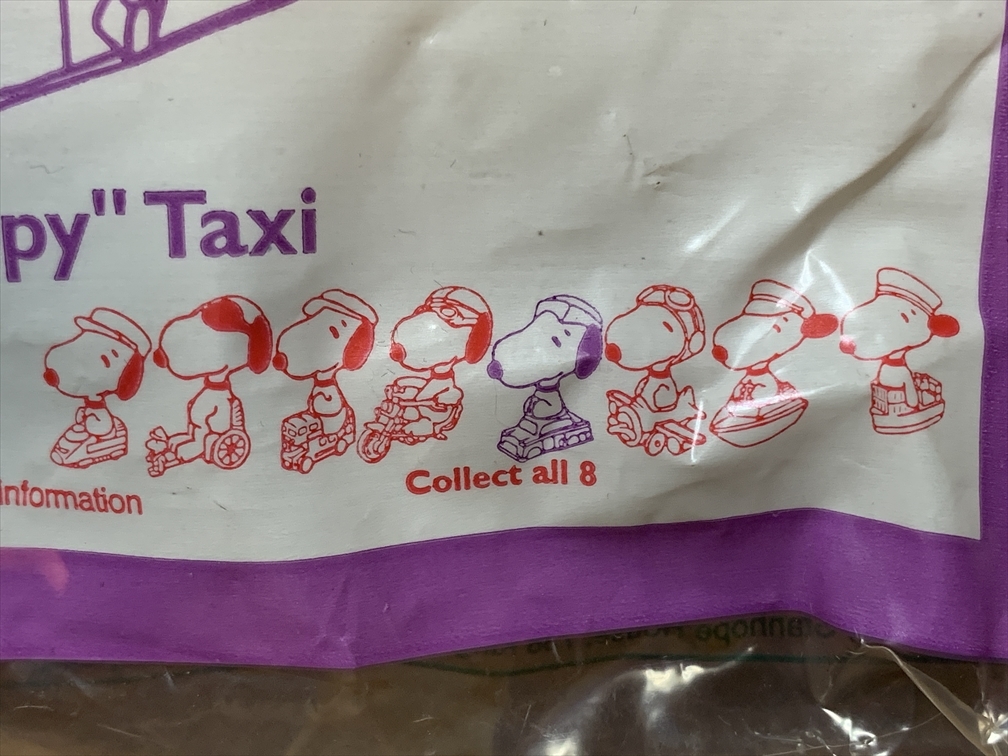 py" Taxi
Collect all 8
information